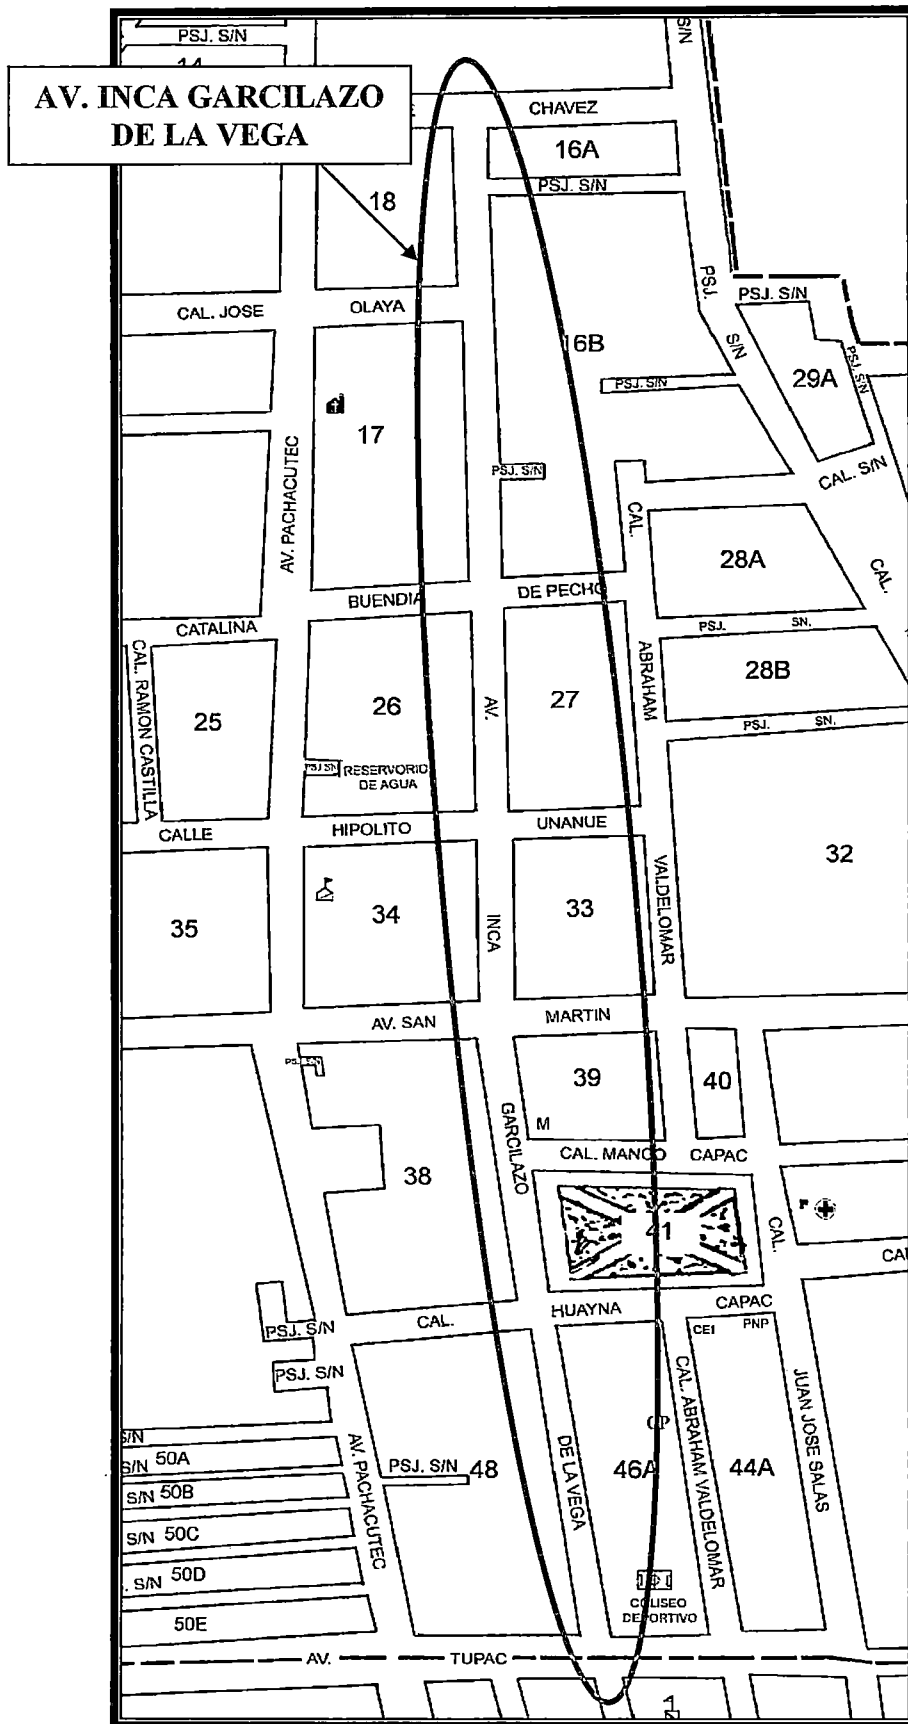 PSJ. S/N
S/N
AV. INCA GARCILAZO
DE LA VEGA
CHAVEZ
16A
PSJ. S/N
18
PSJ.
S/N
PSJ. S/N
CAL. JOSE
OLAYA
16B
PSJ. S/N
29A
PSJ. S/N
17
AV. PACHACUTEC
PSJ. S/N
CAL. S/N
CAL.
28A
CAL.
BUENDIA
DE PECHO
CATALINA
PSJ.
SN.
CAL. RAMON CASTILLA
ABRAHAM
28B
25
26
AV.
27
PSJ.
SN.
PSJ SN
RESERVORIO
DE AGUA
CALLE
HIPOLITO
UNANUE
32
VALDELOMAR
35
34
INCA
33
AV. SAN
MARTIN
PSJ. S/N
39
40
GARCILAZO
M
CAL. MANCO
CAPAC
38
41
CAL.
CAL.
HUAYNA
CAPAC
CEI
PNP
PSJ. S/N
PSJ. S/N
CAL. ABRAHAM VALDELOMAR
JUAN JOSE SALAS
S/N
S/N 50A
AV. PACHACUTEC
PSJ. S/N
48
DE LA VEGA
46A
44A
S/N 50B
S/N 50C
S/N 50D
50E
COLISEO
DEPORTIVO
AV.
TUPAC
1